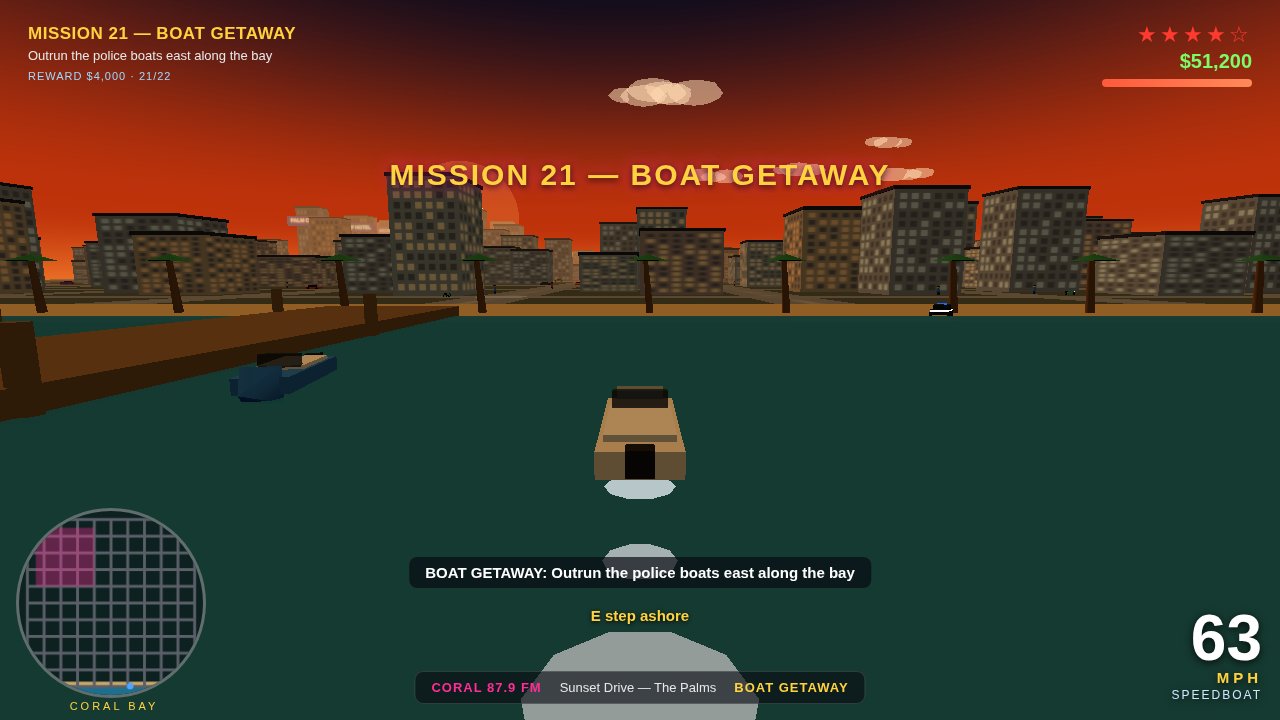 MISSION 21 — BOAT GETAWAY
Outrun the police boats east along the bay
REWARD $4,000 · 21/22
★★★★☆
$51,200
MISSION 21 — BOAT GETAWAY
BOAT GETAWAY: Outrun the police boats east along the bay
E step ashore
CORAL 87.9 FM Sunset Drive — The Palms BOAT GETAWAY
CORAL BAY
63
MPH
SPEEDBOAT